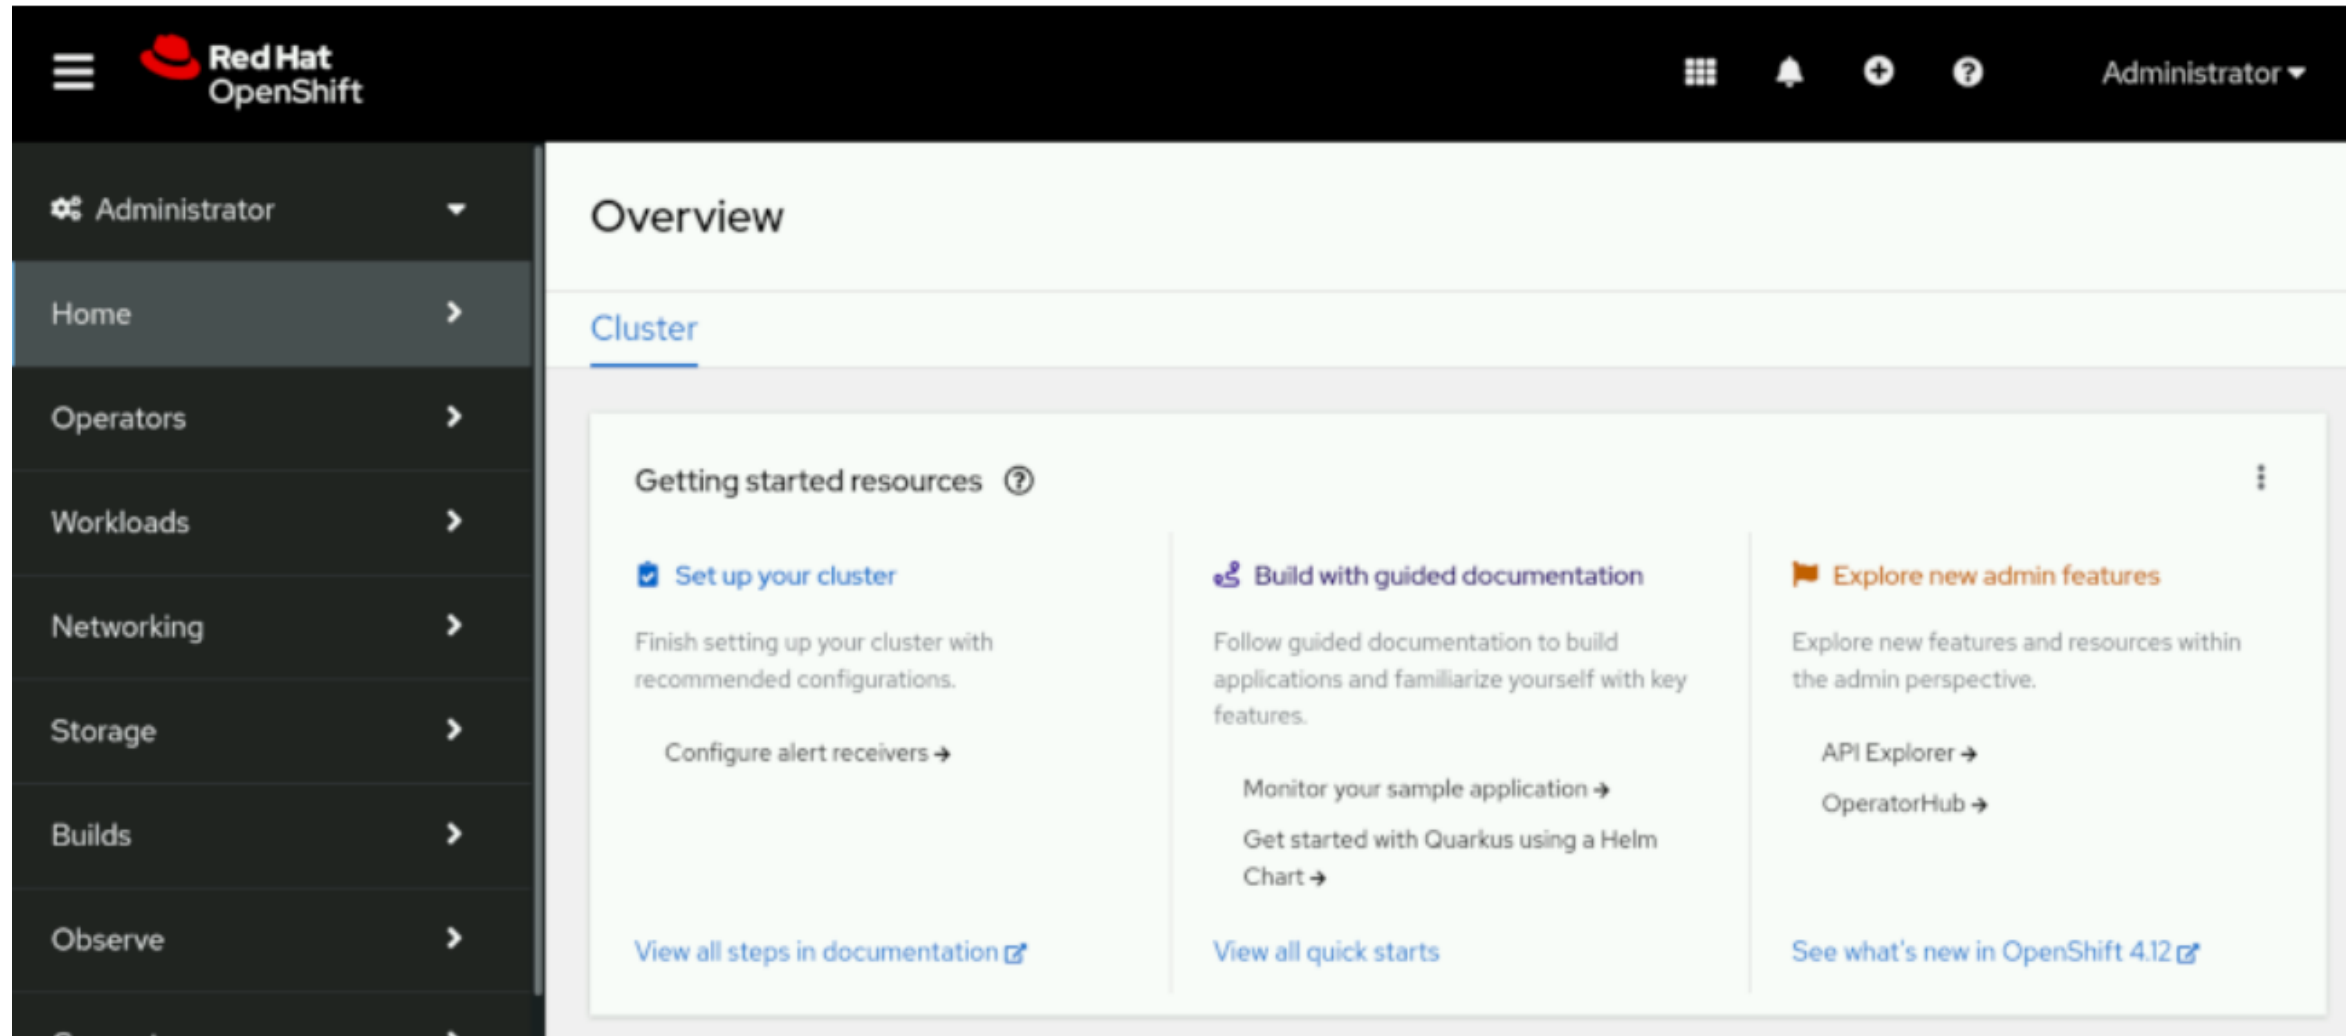 Red Hat
OpenShift
Administrator
Administrator
Home
Operators
Workloads
Networking
Storage
Builds
Observe
Overview
Cluster
Getting started resources
Set up your cluster
Finish setting up your cluster with
recommended configurations.
Configure alert receivers
View all steps in documentation
Build with guided documentation
Follow guided documentation to build
applications and familiarize yourself with key
features.
Monitor your sample application
Get started with Quarkus using a Helm
Chart
View all quick starts
Explore new admin features
Explore new features and resources within
the admin perspective.
API Explorer
OperatorHub
See what's new in OpenShift 4.12